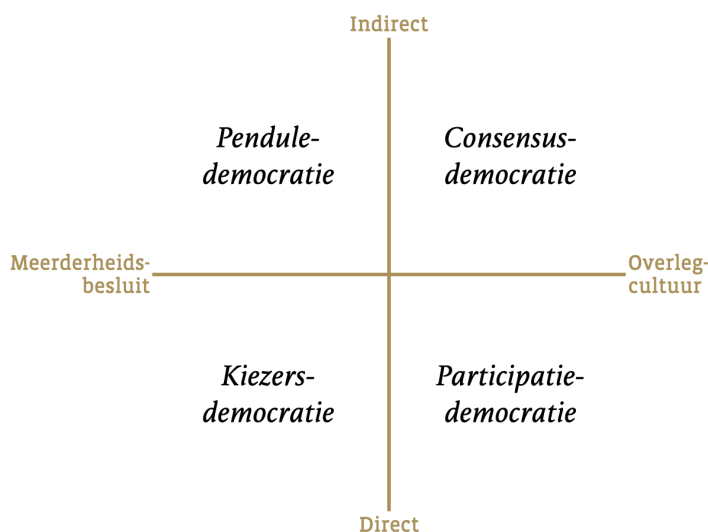 Indirect
Pendule-
democratie
Consensus-
democratie
Meerderheids-
besluit
Overleg-
cultuur
Kiezers-
democratie
Participatie-
democratie
Direct